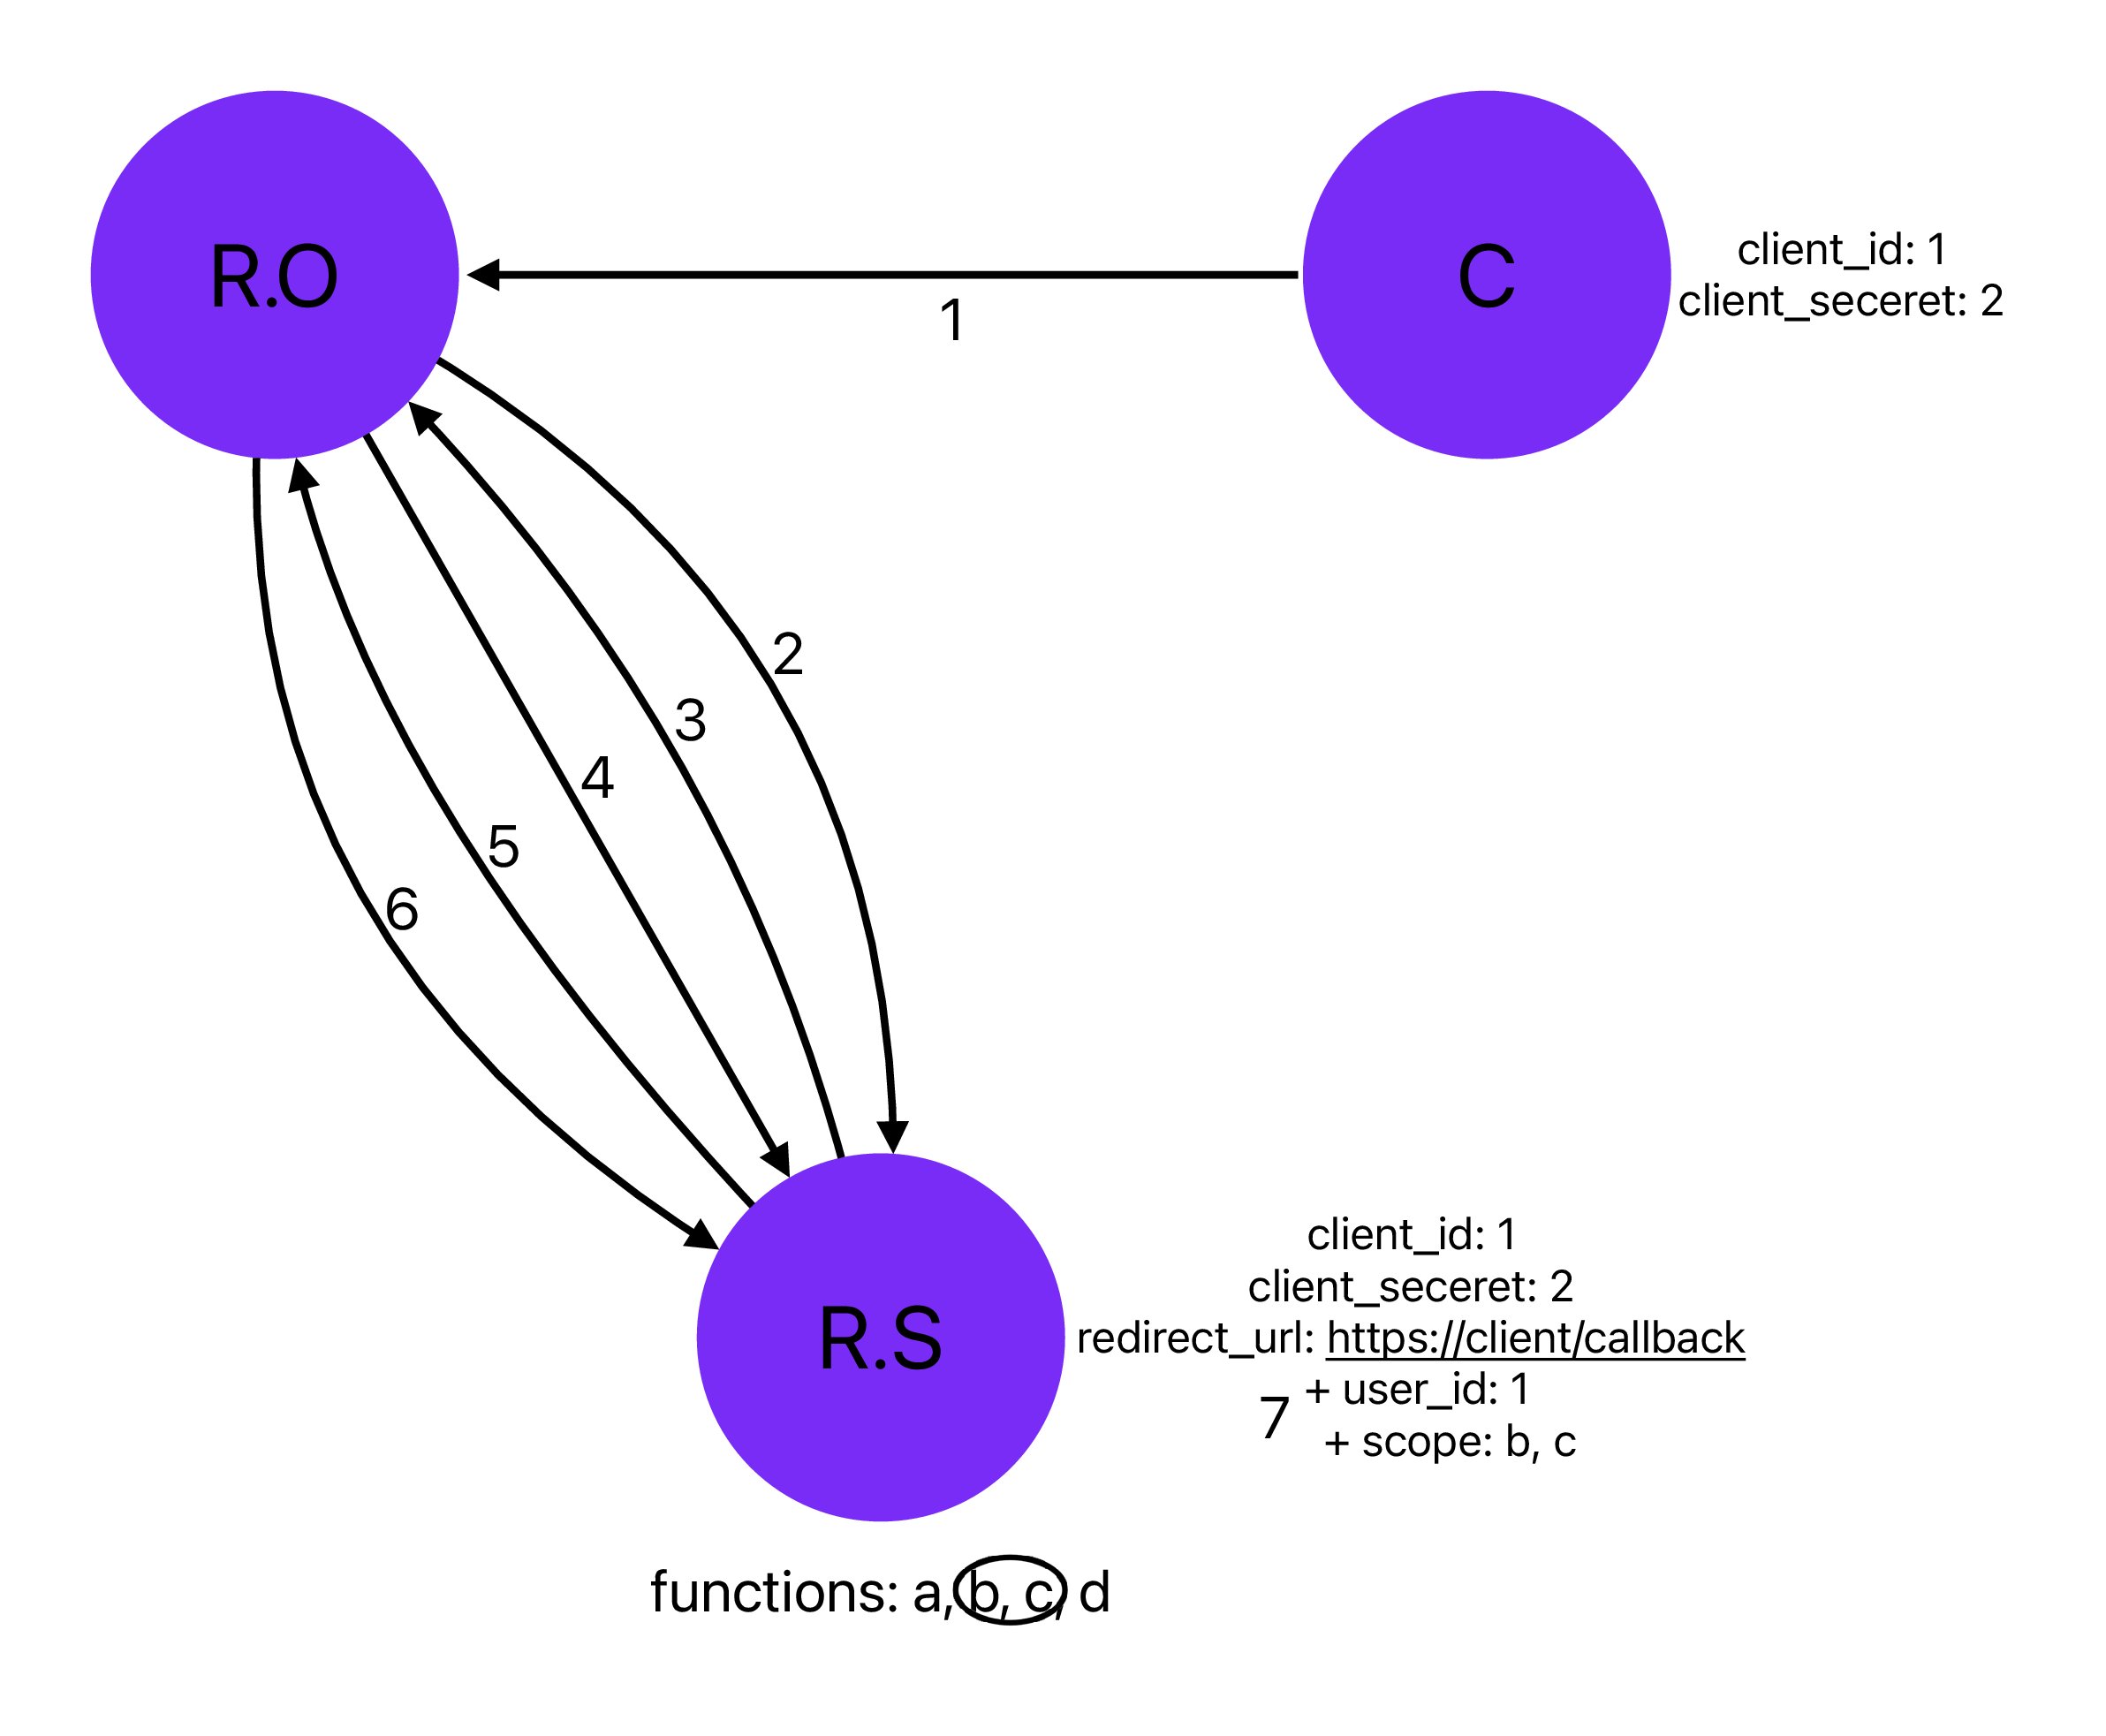 R.O
C
client_id: 1
client_seceret: 2
1
2
3
4
5
6
R.S
client_id: 1
client_seceret: 2
redirect_url: https://client/callback
+ user_id: 1
7
+ scope: b, c
functions: a, b, c, d